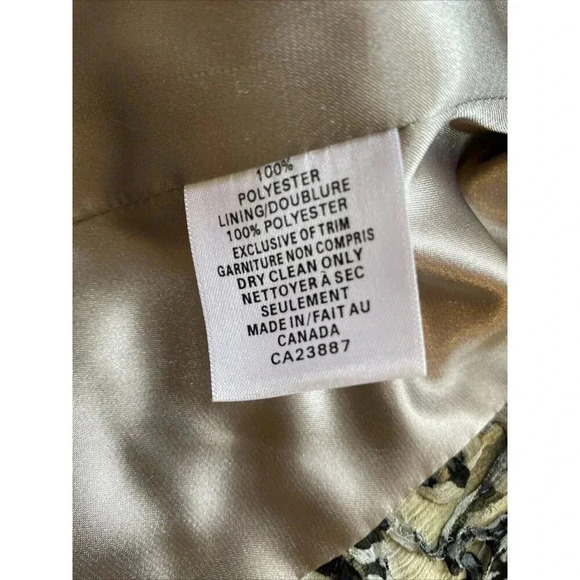 100%
POLYESTER
LINING/DOUBLURE
100% POLYESTER
EXCLUSIVE OF TRIM
GARNITURE NON COMPRIS
DRY CLEAN ONLY
NETTOYER À SEC
SEULEMENT
MADE IN/FAIT AU
CANADA
CA23887